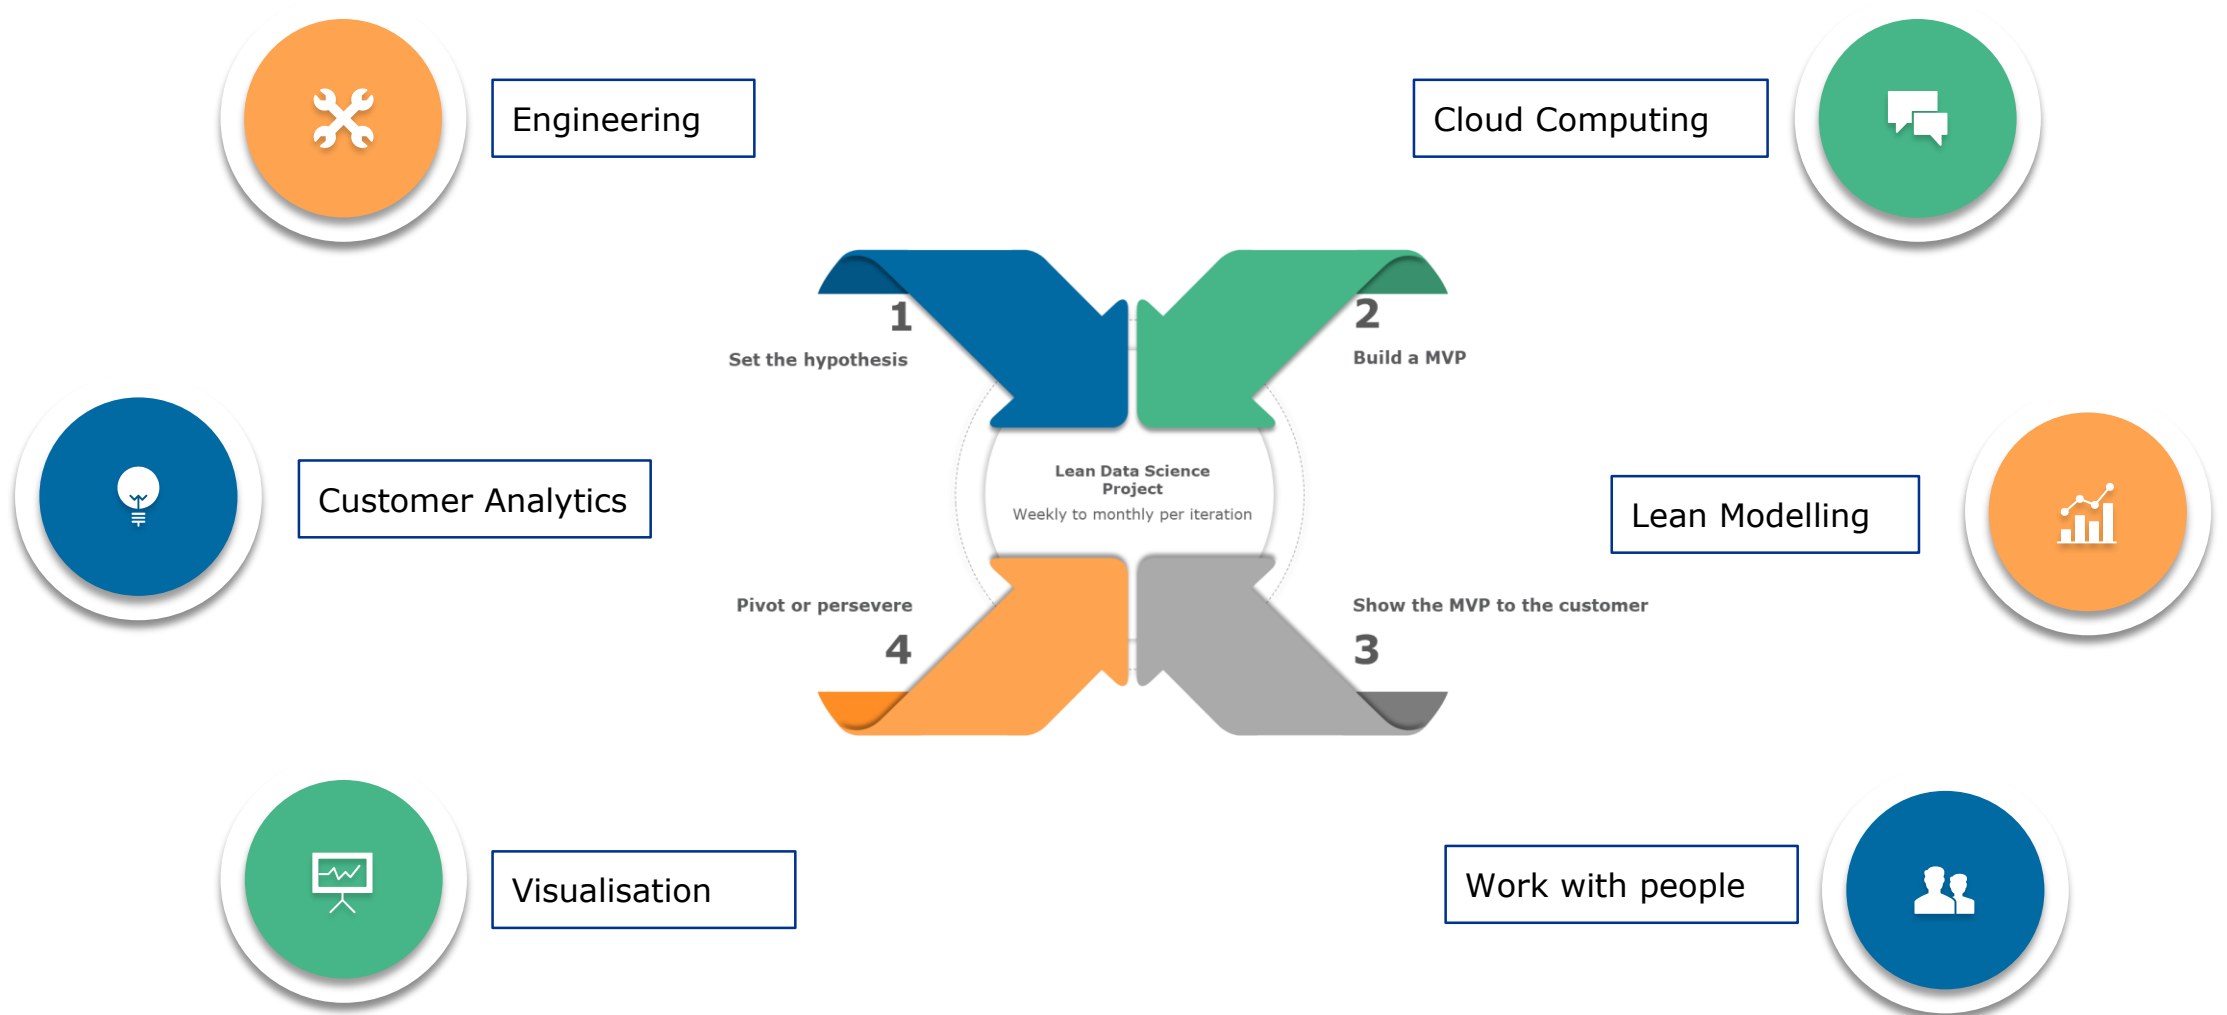 Engineering
Cloud Computing
1
Set the hypothesis
2
Build a MVP
Customer Analytics
Lean Data Science
Project
Weekly to monthly per iteration
Lean Modelling
Pivot or persevere
4
Show the MVP to the customer
3
Visualisation
Work with people